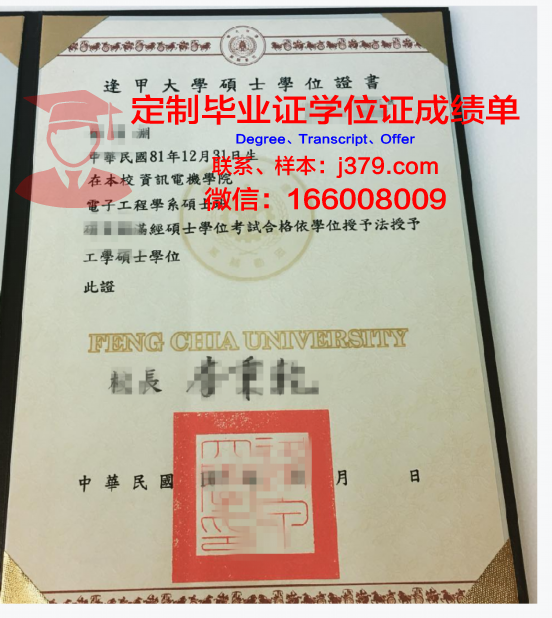 逢甲大學碩士學位證書
定制毕业证学位证成绩单
Degree、Transcript、Offer
中華民國81年12月31日生
联系、样本：j379.com
在本校資訊電機學院
微信：166008009
電子工程學系碩士
滿經碩士學位考試合格依學位授予法授予
工學碩士學位
此證
FENG CHIA UNIVERSITY
校長
中華民國 月 日